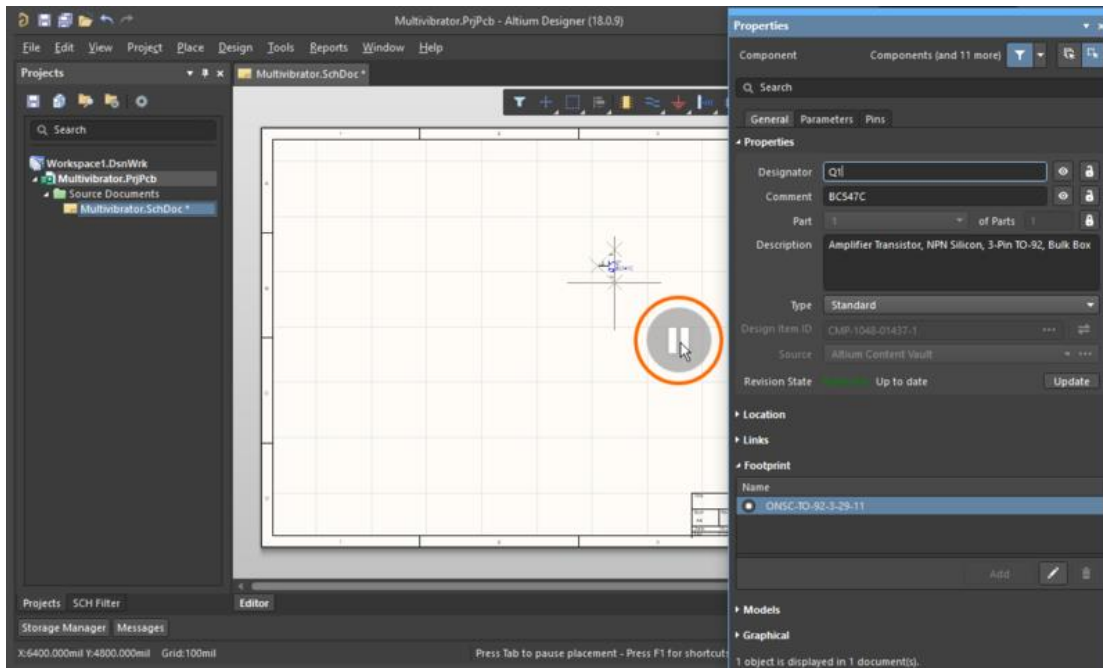 Multivibrator.PrjPcb - Altium Designer (18.0.9)
File Edit View Project Place Design Tools Reports Window Help
Projects
Search
Workspace1.DsnWrk
Multivibrator.PrjPcb
Source Documents
Multivibrator.SchDoc *
Projects SCH Filter
Storage Manager Messages
X:6400.000mil Y:4800.000mil Grid:100mil
Multivibrator.SchDoc *
Editor
Press Tab to pause placement - Press F1 for shortcuts
Properties
Component Components (and 11 more)
Search
General Parameters Pins
Properties
Designator Q1
Comment BC547C
Part 1 of Parts 1
Description Amplifier Transistor, NPN Silicon, 3-Pin TO-92, Bulk Box
Type Standard
Design Item ID CMP-1048-01437-1
Source Altium Content Vault
Revision State Up to date Update
Location
Links
Footprint
Name
ONSC-TO-92-3-29-11
Add
Models
Graphical
1 object is displayed in 1 document(s).